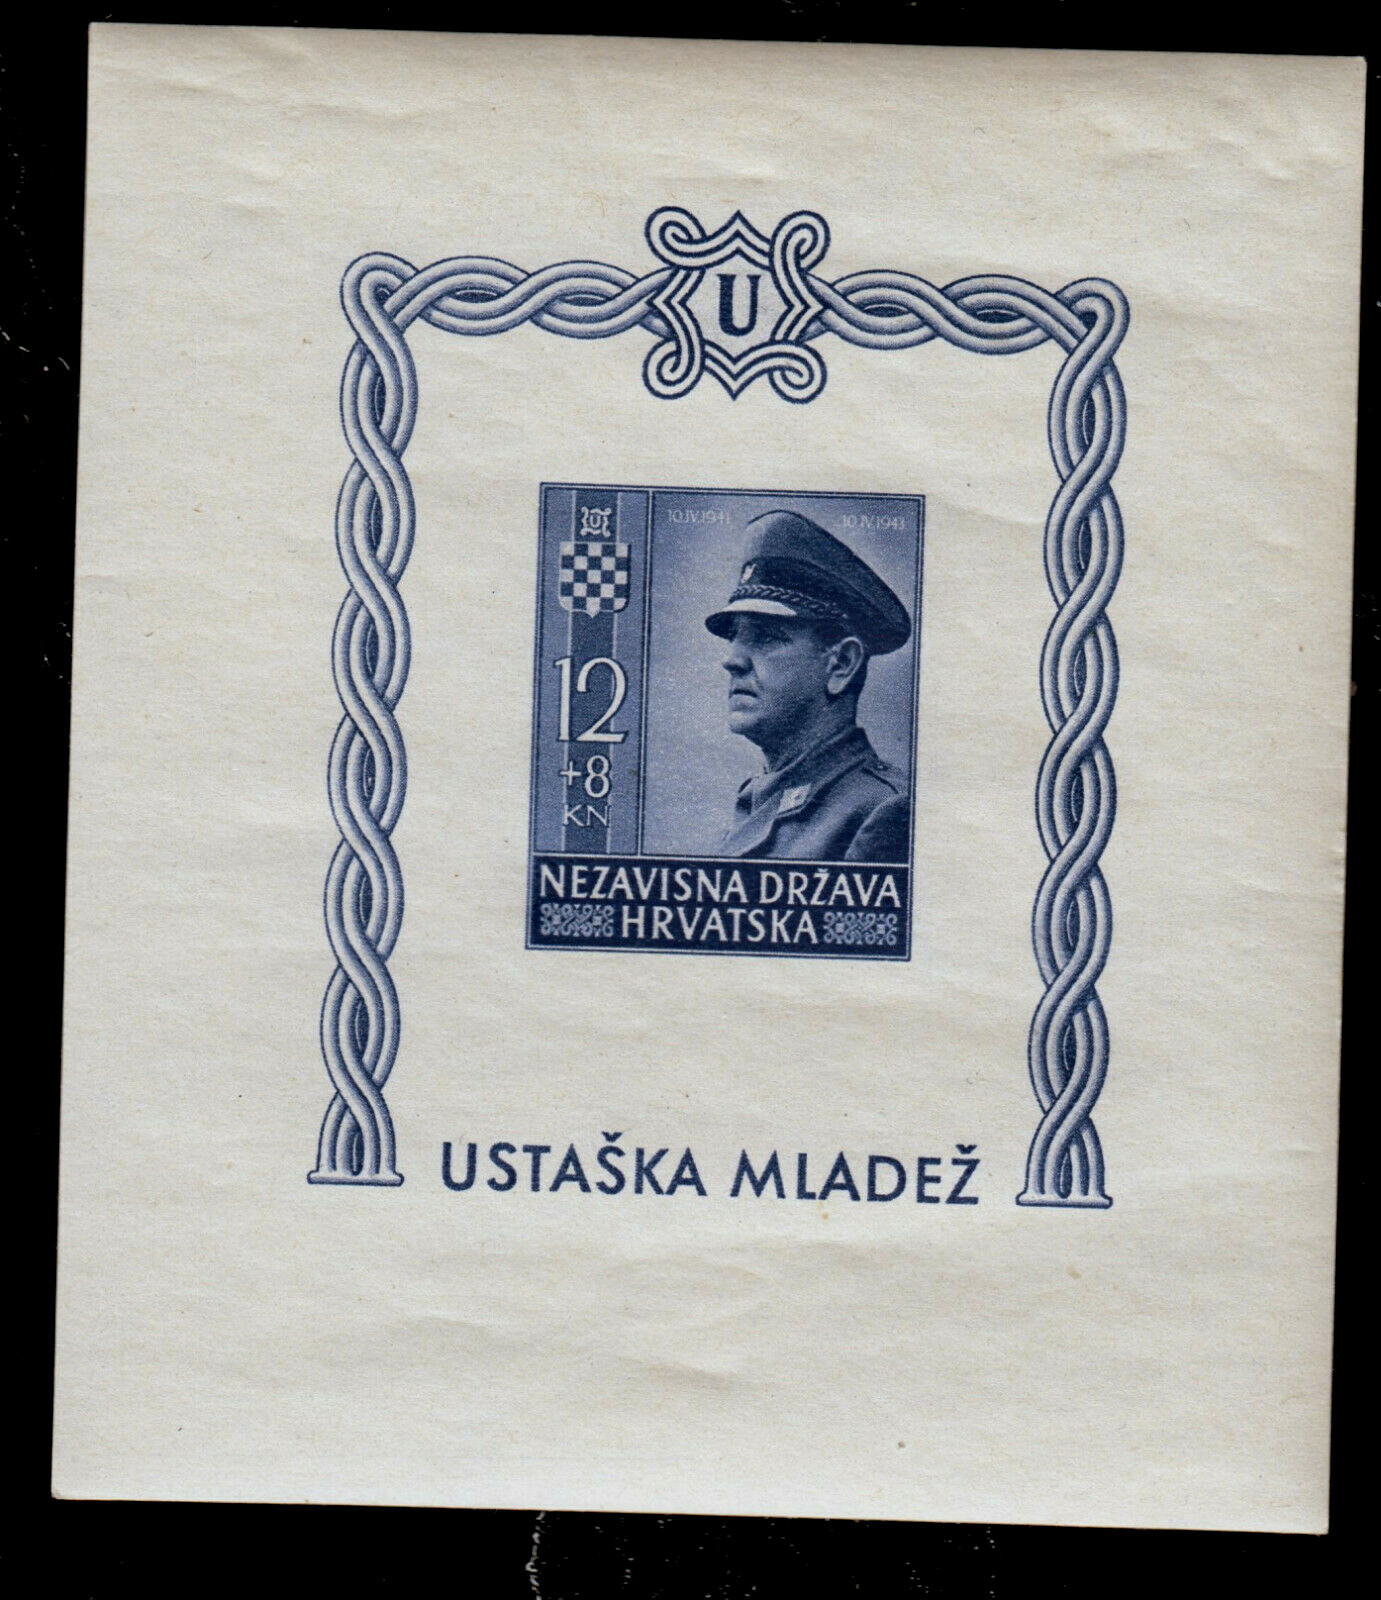 U
U
10.IV.1941
10.IV.1943
12
+8
KN
NEZAVISNA DRŽAVA
HRVATSKA
USTAŠKA MLADEŽ